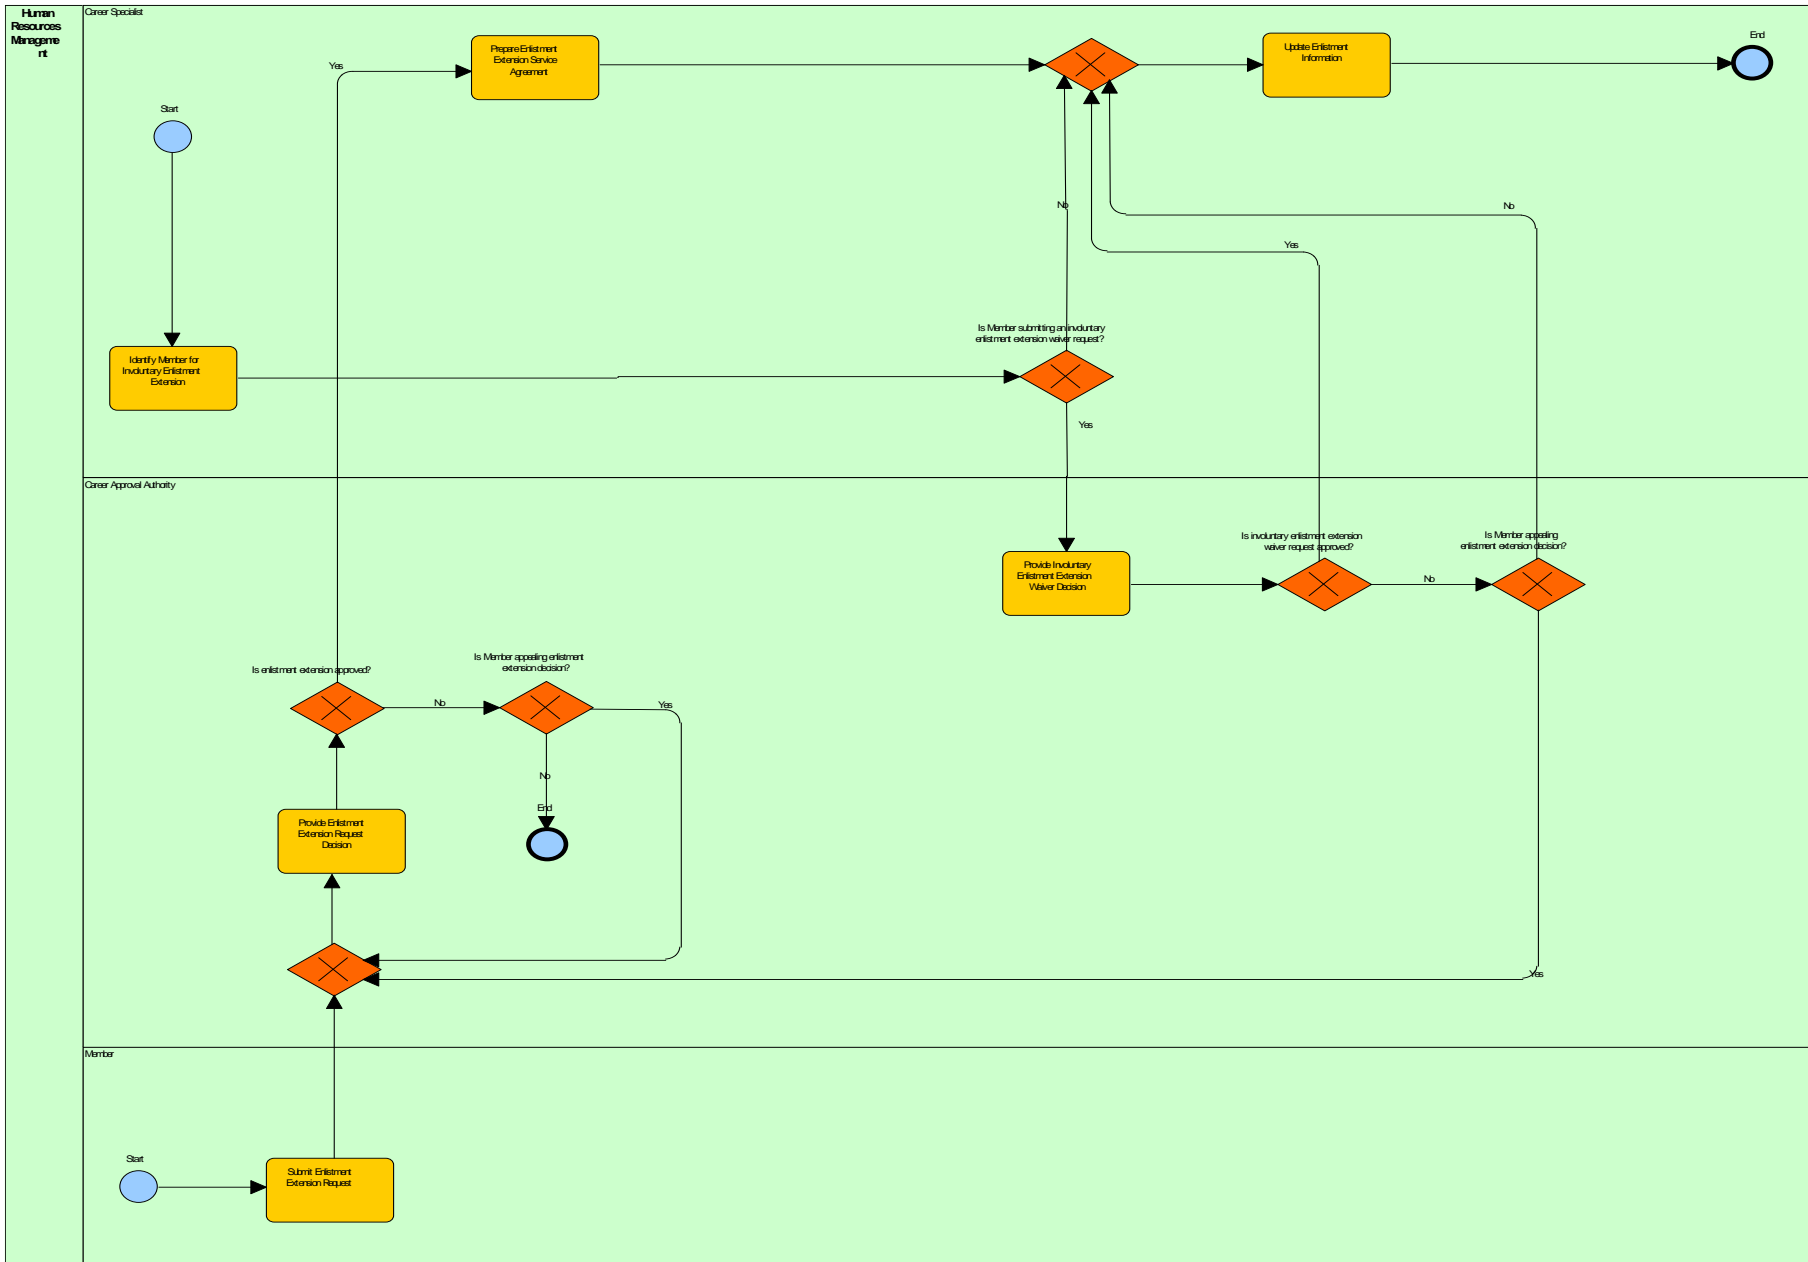 Human
Resources
Manageme
nt
Career Specialist
Start
Yes
Prepare Enlistment
Extension Service
Agreement
Update Enlistment
Information
End
No
Yes
No
Identify Member for
Involuntary Enlistment
Extension
Is Member submitting an involuntary
enlistment extension waiver request?
Yes
Career Approval Authority
Provide Involuntary
Enlistment Extension
Waiver Decision
Is involuntary enlistment extension
waiver request approved?
No
Is Member appealing
enlistment extension decision?
Is enlistment extension approved?
No
Is Member appealing enlistment
extension decision?
Yes
No
End
Provide Enlistment
Extension Request
Decision
Yes
Member
Start
Submit Enlistment
Extension Request